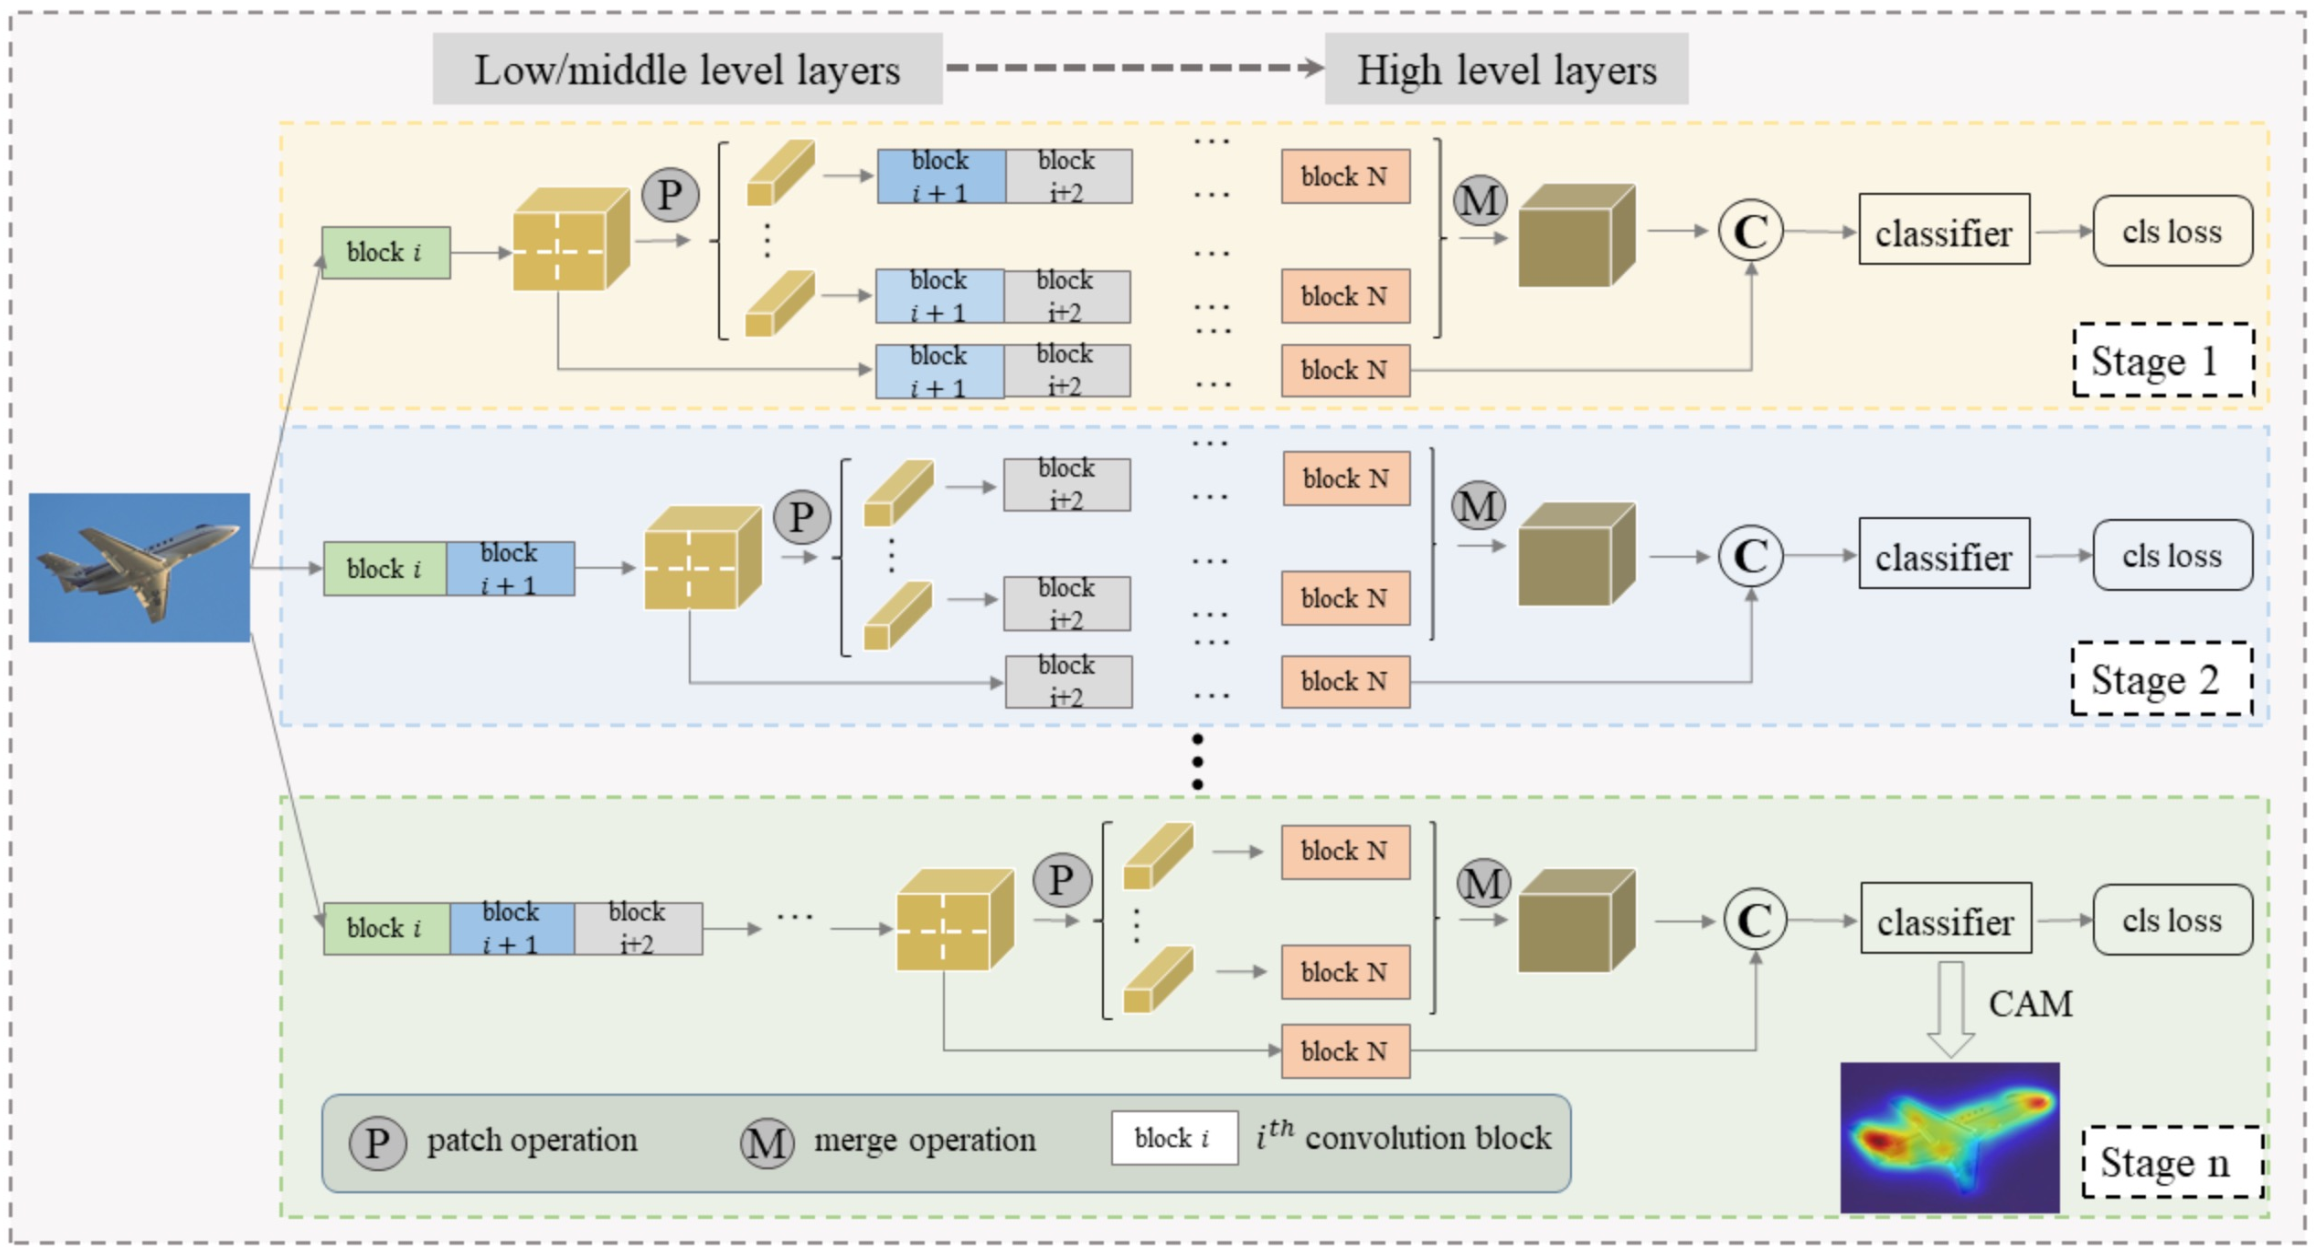 Low/middle level layers
High level layers
block i
P
block
i + 1
block
i+2
...
...
block N
M
C
classifier
cls loss
...
block
i + 1
block
i+2
...
...
block N
block
i + 1
block
i+2
...
block N
Stage 1
block i
block
i + 1
P
...
block
i+2
...
block N
M
C
classifier
cls loss
...
block
i+2
...
...
block N
block
i+2
...
block N
Stage 2
block i
block
i + 1
block
i+2
...
P
block N
M
C
classifier
cls loss
block N
block N
CAM
P patch operation
M merge operation
block i
i^th convolution block
Stage n